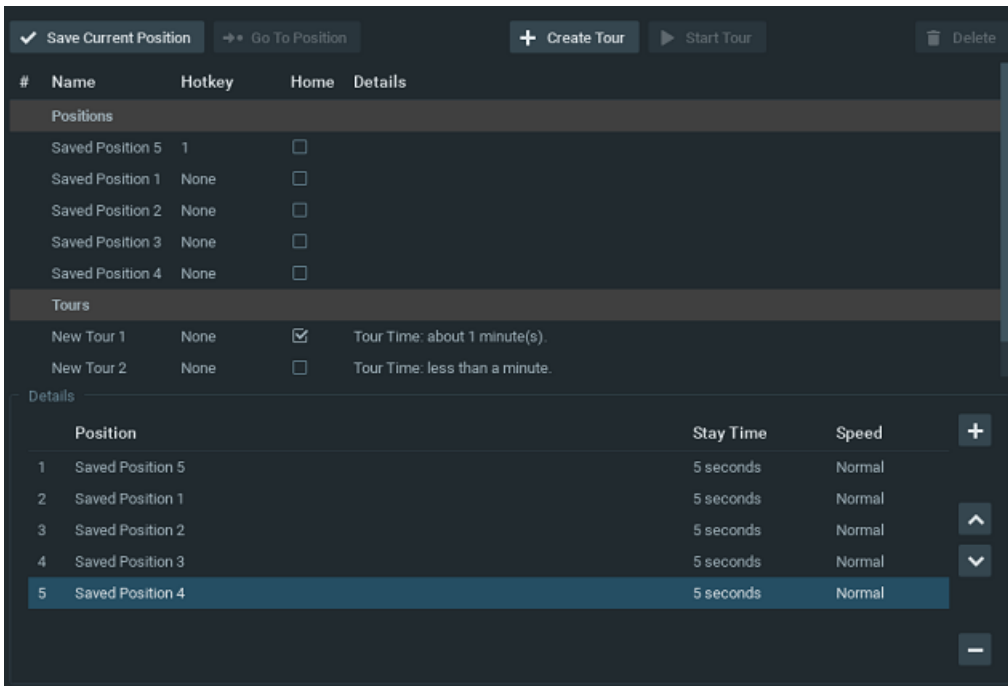 Save Current Position Go To Position Create Tour Start Tour Delete
# Name Hotkey Home Details
Positions
Saved Position 5 1
Saved Position 1 None
Saved Position 2 None
Saved Position 3 None
Saved Position 4 None
Tours
New Tour 1 None Tour Time: about 1 minute(s).
New Tour 2 None Tour Time: less than a minute.
Details
Position Stay Time Speed
1 Saved Position 5 5 seconds Normal
2 Saved Position 1 5 seconds Normal
3 Saved Position 2 5 seconds Normal
4 Saved Position 3 5 seconds Normal
5 Saved Position 4 5 seconds Normal